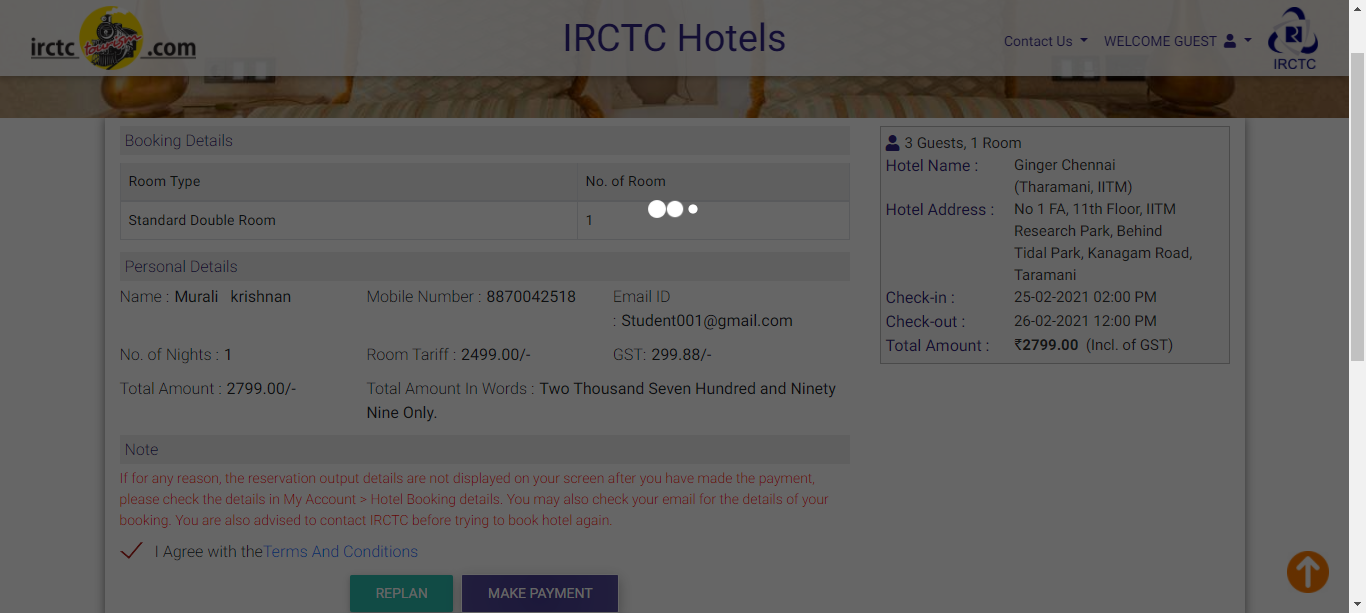 irctc tourism .com
IRCTC Hotels
Contact Us
WELCOME GUEST
IRCTC
Booking Details
Room Type No. of Room
Standard Double Room 1
Personal Details
Name : Murali krishnan Mobile Number : 8870042518 Email ID
: Student001@gmail.com
No. of Nights : 1 Room Tariff : 2499.00/- GST: 299.88/-
Total Amount : 2799.00/- Total Amount In Words : Two Thousand Seven Hundred and Ninety
Nine Only.
Note
If for any reason, the reservation output details are not displayed on your screen after you have made the payment,
please check the details in My Account > Hotel Booking details. You may also check your email for the details of your
booking. You are also advised to contact IRCTC before trying to book hotel again.
I Agree with theTerms And Conditions
REPLAN MAKE PAYMENT
3 Guests, 1 Room
Hotel Name : Ginger Chennai
(Tharamani, IITM)
Hotel Address : No 1 FA, 11th Floor, IITM
Research Park, Behind
Tidal Park, Kanagam Road,
Taramani
Check-in : 25-02-2021 02:00 PM
Check-out : 26-02-2021 12:00 PM
Total Amount : ₹2799.00 (Incl. of GST)